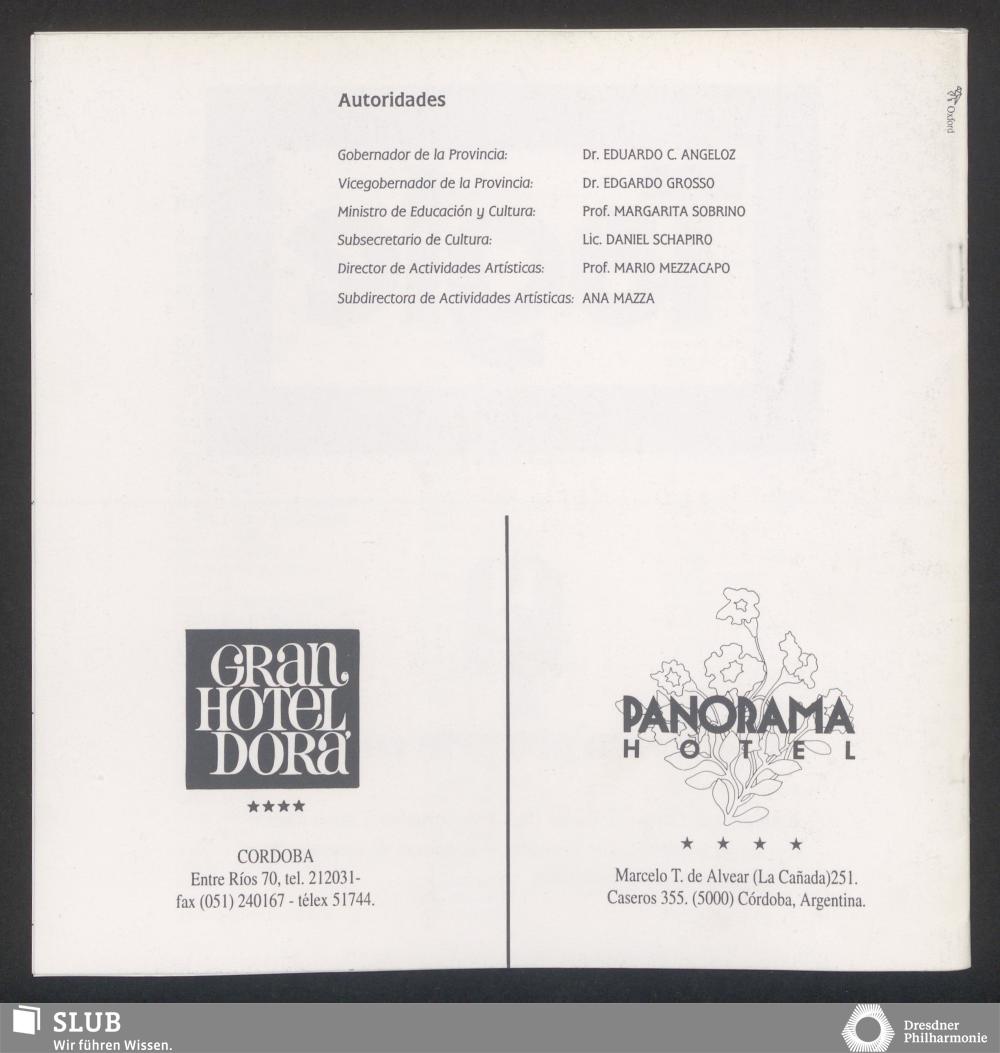 Autoridades
Gobernador de la Provincia: Dr. EDUARDO C. ANGELOZ
Vicegobernador de la Provincia: Dr. EDGARDO GROSSO
Ministro de Educación y Cultura: Prof. MARGARITA SOBRINO
Subsecretario de Cultura: Lic. DANIEL SCHAPIRO
Director de Actividades Artísticas: Prof. MARIO MEZZACAPO
Subdirectora de Actividades Artísticas: ANA MAZZA
Oxford
GRan
HOTEL
DORa'
CORDOBA
Entre Ríos 70, tel. 212031-
fax (051) 240167 - télex 51744.
PANORAMA
HOTEL
Marcelo T. de Alvear (La Cañada)251.
Caseros 355. (5000) Córdoba, Argentina.
SLUB
Wir führen Wissen.
Dresdner
Philharmonie